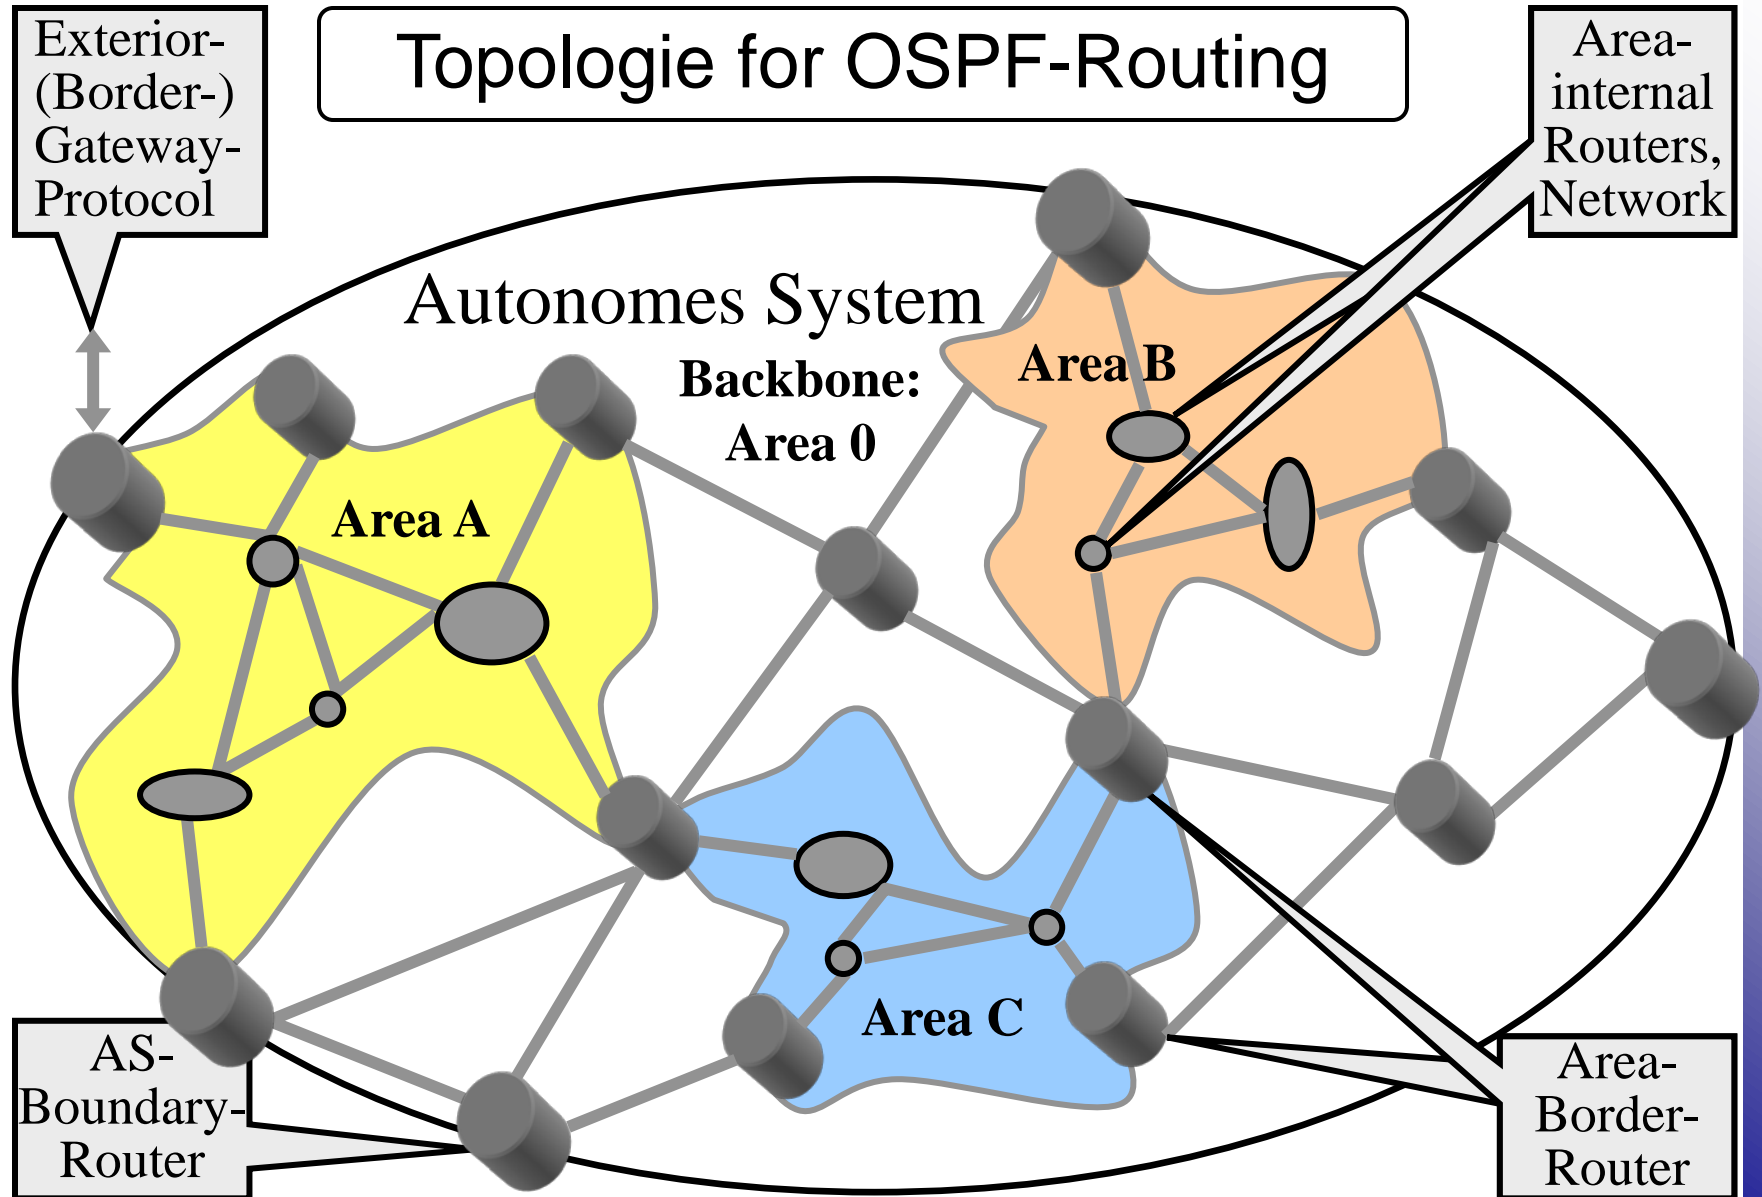 Exterior-
(Border-)
Gateway-
Protocol
Topologie for OSPF-Routing
Area-
internal
Routers,
Network
Autonomes System
Backbone:
Area 0
Area B
Area A
Area C
AS-
Boundary-
Router
Area-
Border-
Router